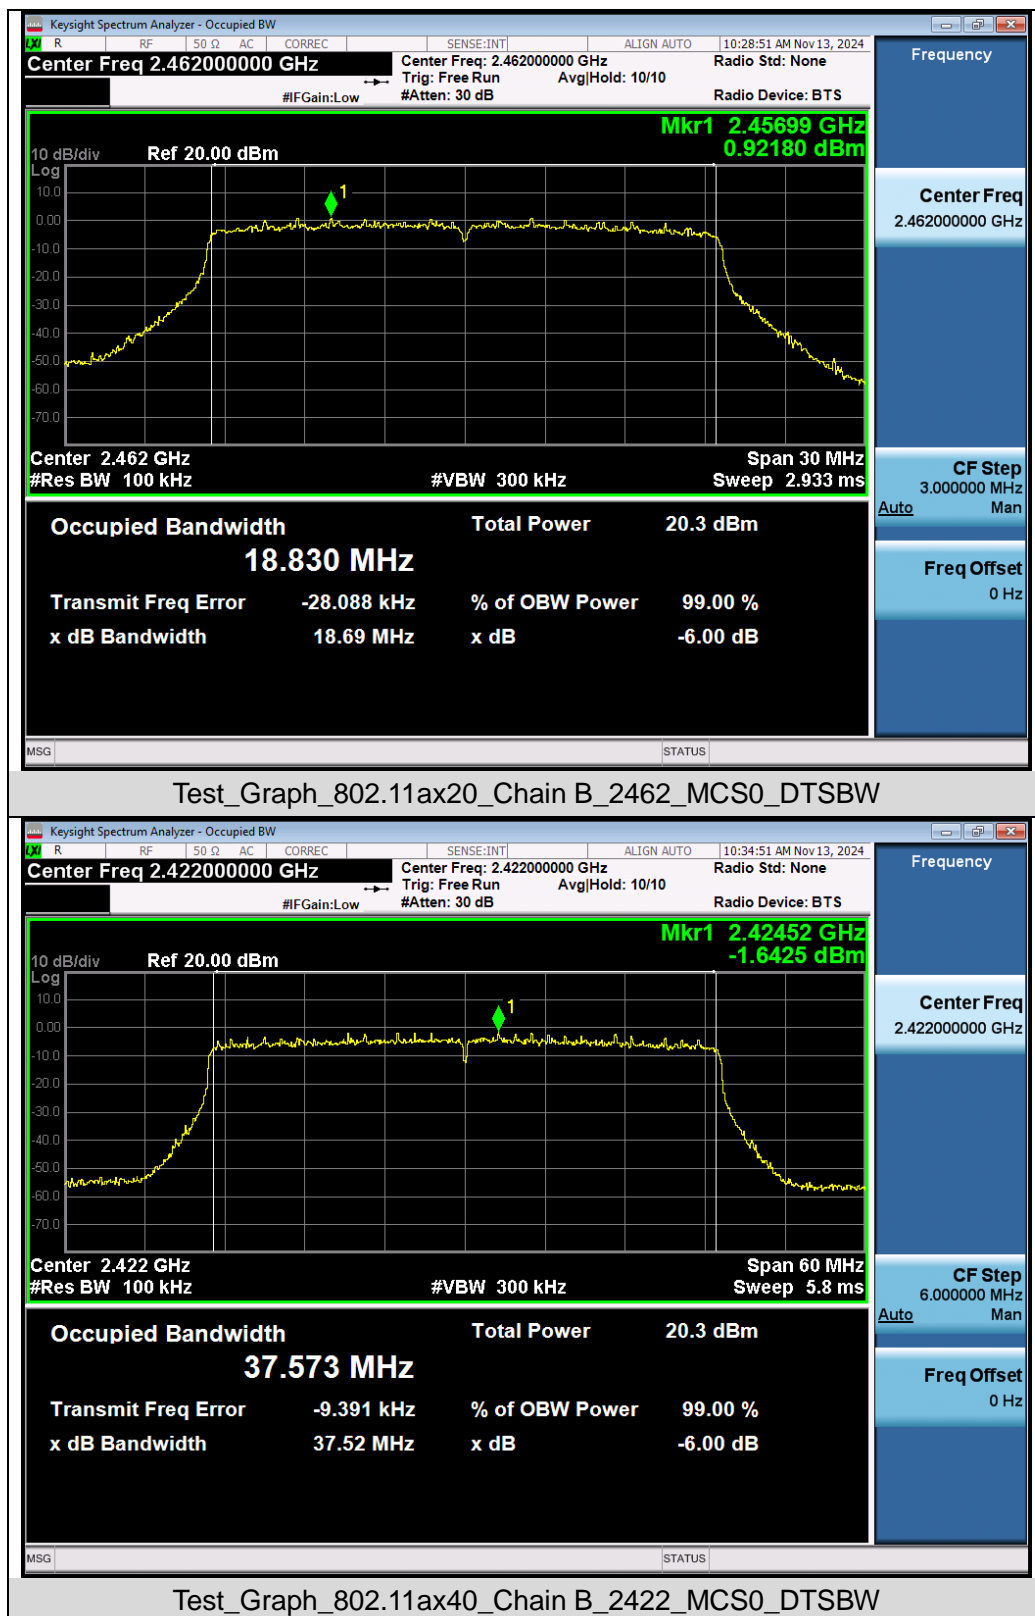 Keysight Spectrum Analyzer - Occupied BW
LXI R RF 50 Ω AC CORREC SENSE:INT ALIGN AUTO 10:28:51 AM Nov 13, 2024
Center Freq 2.462000000 GHz Center Freq: 2.462000000 GHz Radio Std: None Frequency
Trig: Free Run Avg|Hold: 10/10
#IFGain:Low #Atten: 30 dB Radio Device: BTS
Mkr1 2.45699 GHz
0.92180 dBm
10 dB/div Ref 20.00 dBm
Log
10.0
0.00
-10.0
-20.0
-30.0
-40.0
-50.0
-60.0
-70.0
1
Center Freq
2.462000000 GHz
Center 2.462 GHz Span 30 MHz
#Res BW 100 kHz #VBW 300 kHz Sweep 2.933 ms
CF Step
3.000000 MHz
Auto Man
Freq Offset
0 Hz
Occupied Bandwidth Total Power 20.3 dBm
18.830 MHz
Transmit Freq Error -28.088 kHz % of OBW Power 99.00 %
x dB Bandwidth 18.69 MHz x dB -6.00 dB
MSG STATUS
Test_Graph_802.11ax20_Chain B_2462_MCS0_DTSBW
Keysight Spectrum Analyzer - Occupied BW
LXI R RF 50 Ω AC CORREC SENSE:INT ALIGN AUTO 10:34:51 AM Nov 13, 2024
Center Freq 2.422000000 GHz Center Freq: 2.422000000 GHz Radio Std: None Frequency
Trig: Free Run Avg|Hold: 10/10
#IFGain:Low #Atten: 30 dB Radio Device: BTS
Mkr1 2.42452 GHz
-1.6425 dBm
10 dB/div Ref 20.00 dBm
Log
10.0
0.00
-10.0
-20.0
-30.0
-40.0
-50.0
-60.0
-70.0
1
Center Freq
2.422000000 GHz
Center 2.422 GHz Span 60 MHz
#Res BW 100 kHz #VBW 300 kHz Sweep 5.8 ms
CF Step
6.000000 MHz
Auto Man
Freq Offset
0 Hz
Occupied Bandwidth Total Power 20.3 dBm
37.573 MHz
Transmit Freq Error -9.391 kHz % of OBW Power 99.00 %
x dB Bandwidth 37.52 MHz x dB -6.00 dB
MSG STATUS
Test_Graph_802.11ax40_Chain B_2422_MCS0_DTSBW